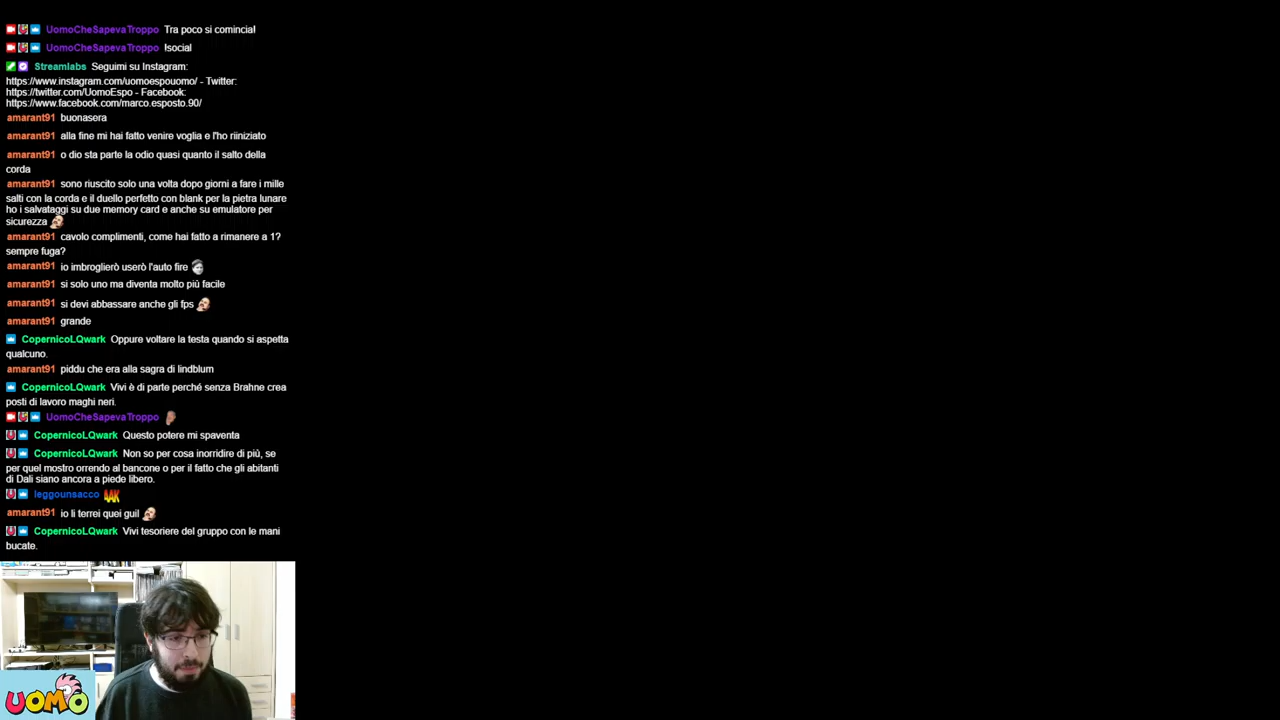 UomoCheSapevaTroppo Tra poco si comincia!
UomoCheSapevaTroppo !social
Streamlabs Seguimi su Instagram:
https://www.instagram.com/uomoespouomo/ - Twitter:
https://twitter.com/UomoEspo - Facebook:
https://www.facebook.com/marco.esposto.90/
amarant91 buonasera
amarant91 alla fine mi hai fatto venire voglia e l'ho riiniziato
amarant91 o dio sta parte la odio quasi quanto il salto della
corda
amarant91 sono riuscito solo una volta dopo giorni a fare i mille
salti con la corda e il duello perfetto con blank per la pietra lunare
ho i salvataggi su due memory card e anche su emulatore per
sicurezza
amarant91 cavolo complimenti, come hai fatto a rimanere a 1?
sempre fuga?
amarant91 io imbroglierò userò l'auto fire
amarant91 si solo uno ma diventa molto più facile
amarant91 si devi abbassare anche gli fps
amarant91 grande
CopernicoLQwark Oppure voltare la testa quando si aspetta
qualcuno.
amarant91 piddu che era alla sagra di lindblum
CopernicoLQwark Vivi è di parte perché senza Brahne crea
posti di lavoro maghi neri.
UomoCheSapevaTroppo
CopernicoLQwark Questo potere mi spaventa
CopernicoLQwark Non so per cosa inorridire di più, se
per quel mostro orrendo al bancone o per il fatto che gli abitanti
di Dali siano ancora a piede libero.
leggounsacco AAK
amarant91 io li terrei quei guil
CopernicoLQwark Vivi tesoriere del gruppo con le mani
bucate.
UOMO